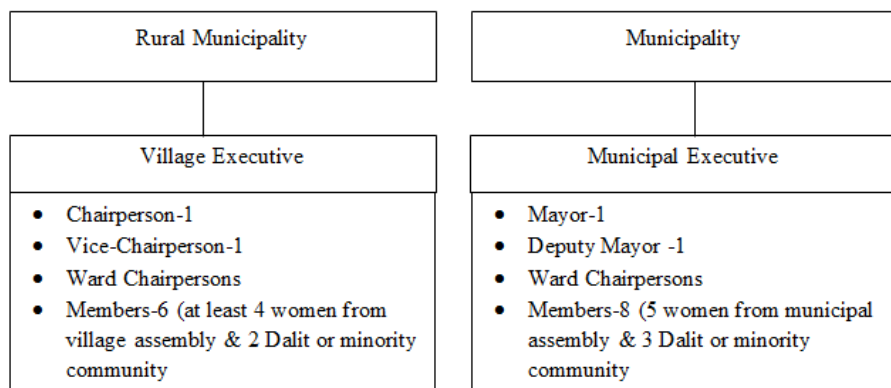 Rural Municipality
Municipality
Village Executive
• Chairperson-1
• Vice-Chairperson-1
• Ward Chairpersons
• Members-6 (at least 4 women from
village assembly & 2 Dalit or minority
community
Municipal Executive
• Mayor-1
• Deputy Mayor -1
• Ward Chairpersons
• Members-8 (5 women from municipal
assembly & 3 Dalit or minority
community